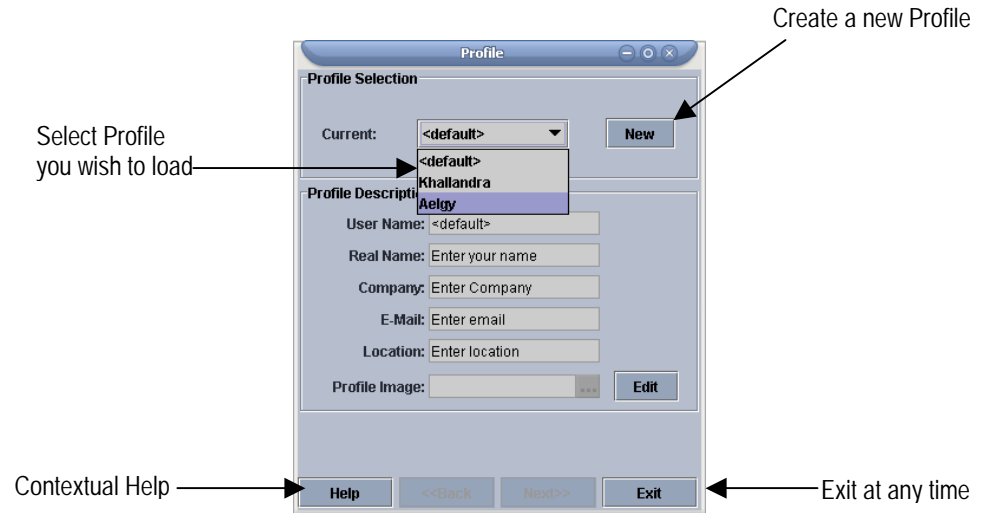 Create a new Profile
Profile
Profile Selection
Select Profile
you wish to load
Current:
<default>
New
<default>
Khallandra
Aelgy
Profile Descripti
User Name: <default>
Real Name: Enter your name
Company: Enter Company
E-Mail: Enter email
Location: Enter location
Profile Image:
...
Edit
Contextual Help
Help
<<Back
Next>>
Exit
Exit at any time